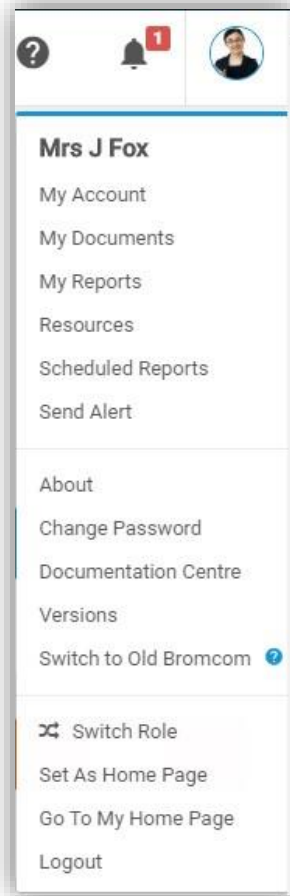 ?
1
Mrs J Fox
My Account
My Documents
My Reports
Resources
Scheduled Reports
Send Alert
About
Change Password
Documentation Centre
Versions
Switch to Old Bromcom ?
Switch Role
Set As Home Page
Go To My Home Page
Logout